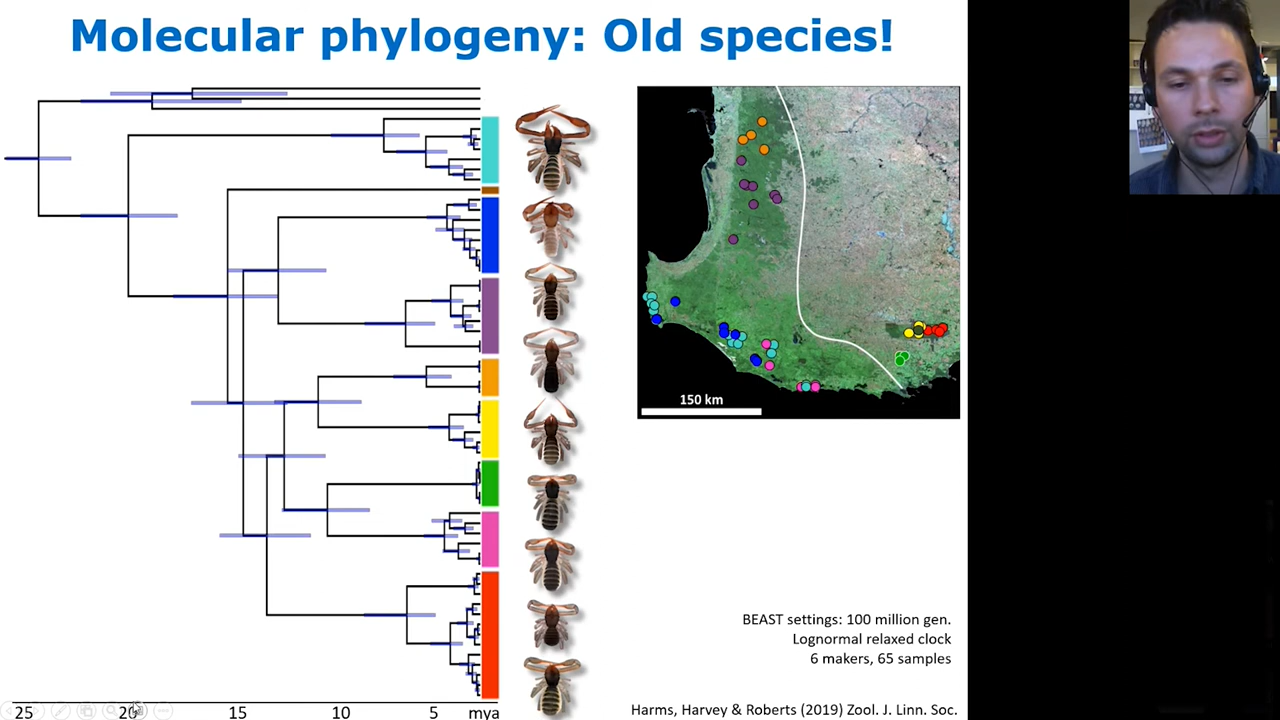 Molecular phylogeny: Old species!
150 km
BEAST settings: 100 million gen.
Lognormal relaxed clock
6 makers, 65 samples
25 20 15 10 5 mya
Harms, Harvey & Roberts (2019) Zool. J. Linn. Soc.